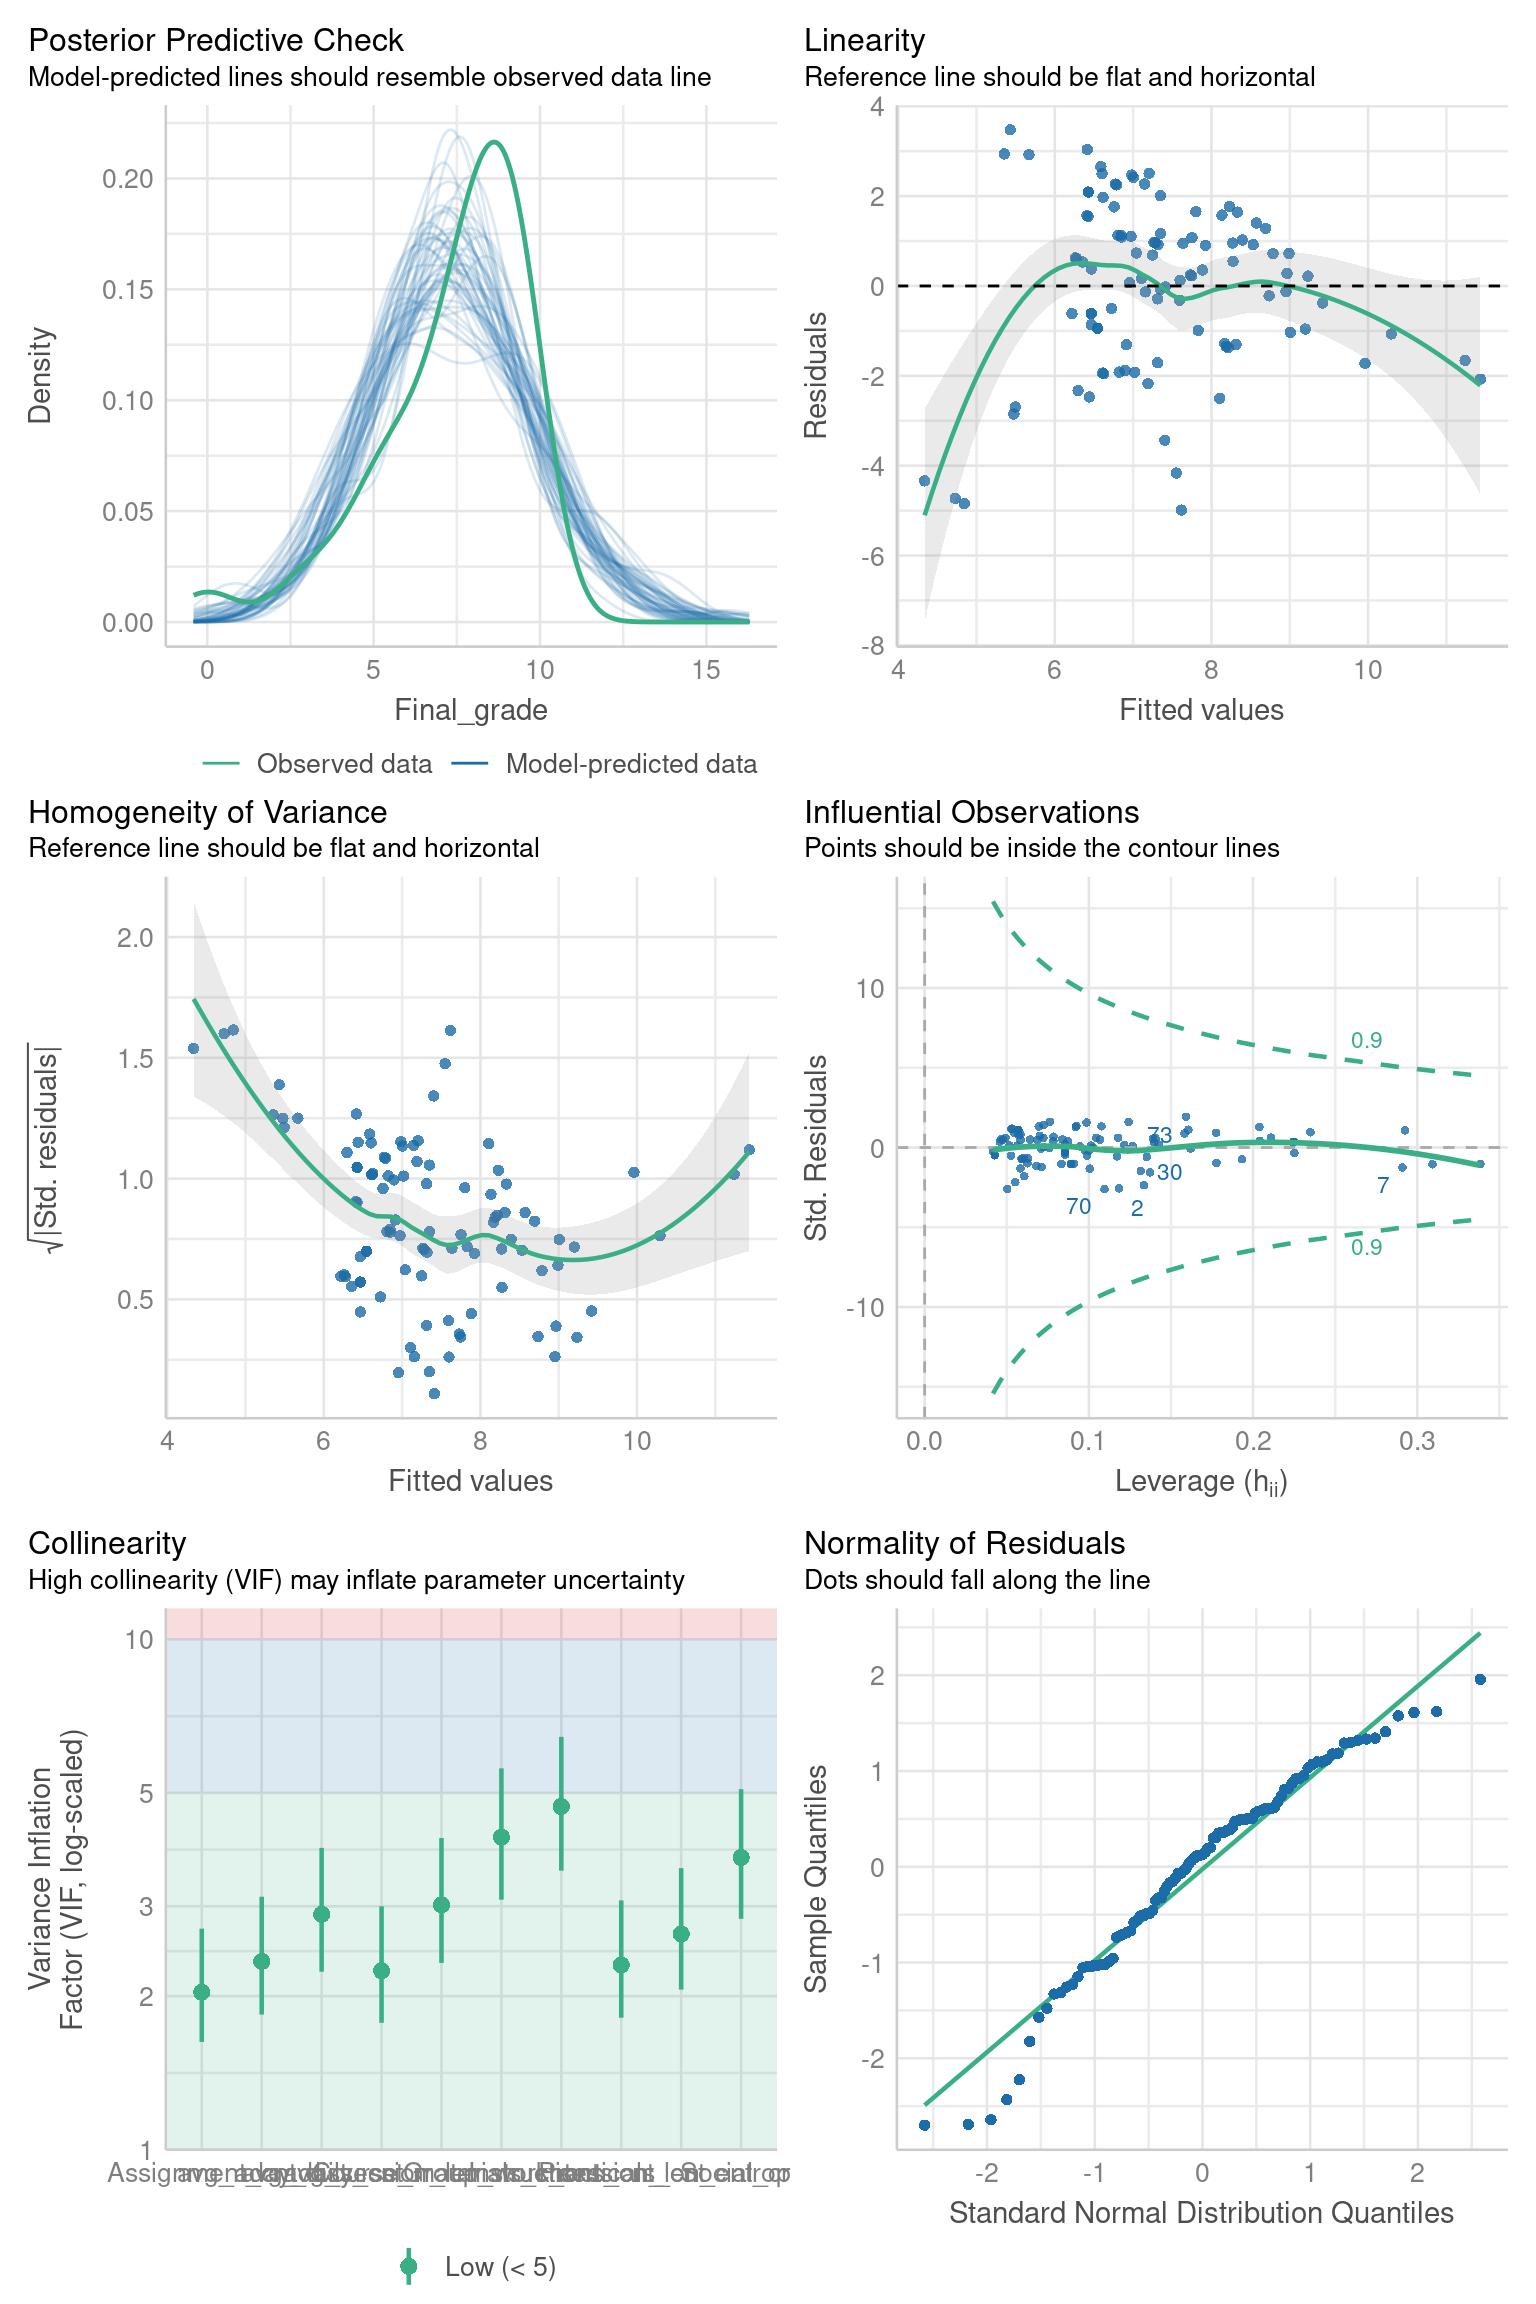 Posterior Predictive Check
Model-predicted lines should resemble observed data line
Density
0.20
0.15
0.10
0.05
0.00
0 5 10 15
Final_grade
Observed data Model-predicted data
Linearity
Reference line should be flat and horizontal
Residuals
4
2
0
-2
-4
-6
-8
4 6 8 10
Fitted values
Homogeneity of Variance
Reference line should be flat and horizontal
√|Std. residuals|
2.0
1.5
1.0
0.5
4 6 8 10
Fitted values
Influential Observations
Points should be inside the contour lines
Std. Residuals
10
0
-10
0.9
73
30
7
70
2
0.9
0.0 0.1 0.2 0.3
Leverage (hii)
Collinearity
High collinearity (VIF) may inflate parameter uncertainty
Variance Inflation
Factor (VIF, log-scaled)
10
5
3
2
1
Low (< 5)
Normality of Residuals
Dots should fall along the line
Sample Quantiles
2
1
0
-1
-2
-2 -1 0 1 2
Standard Normal Distribution Quantiles